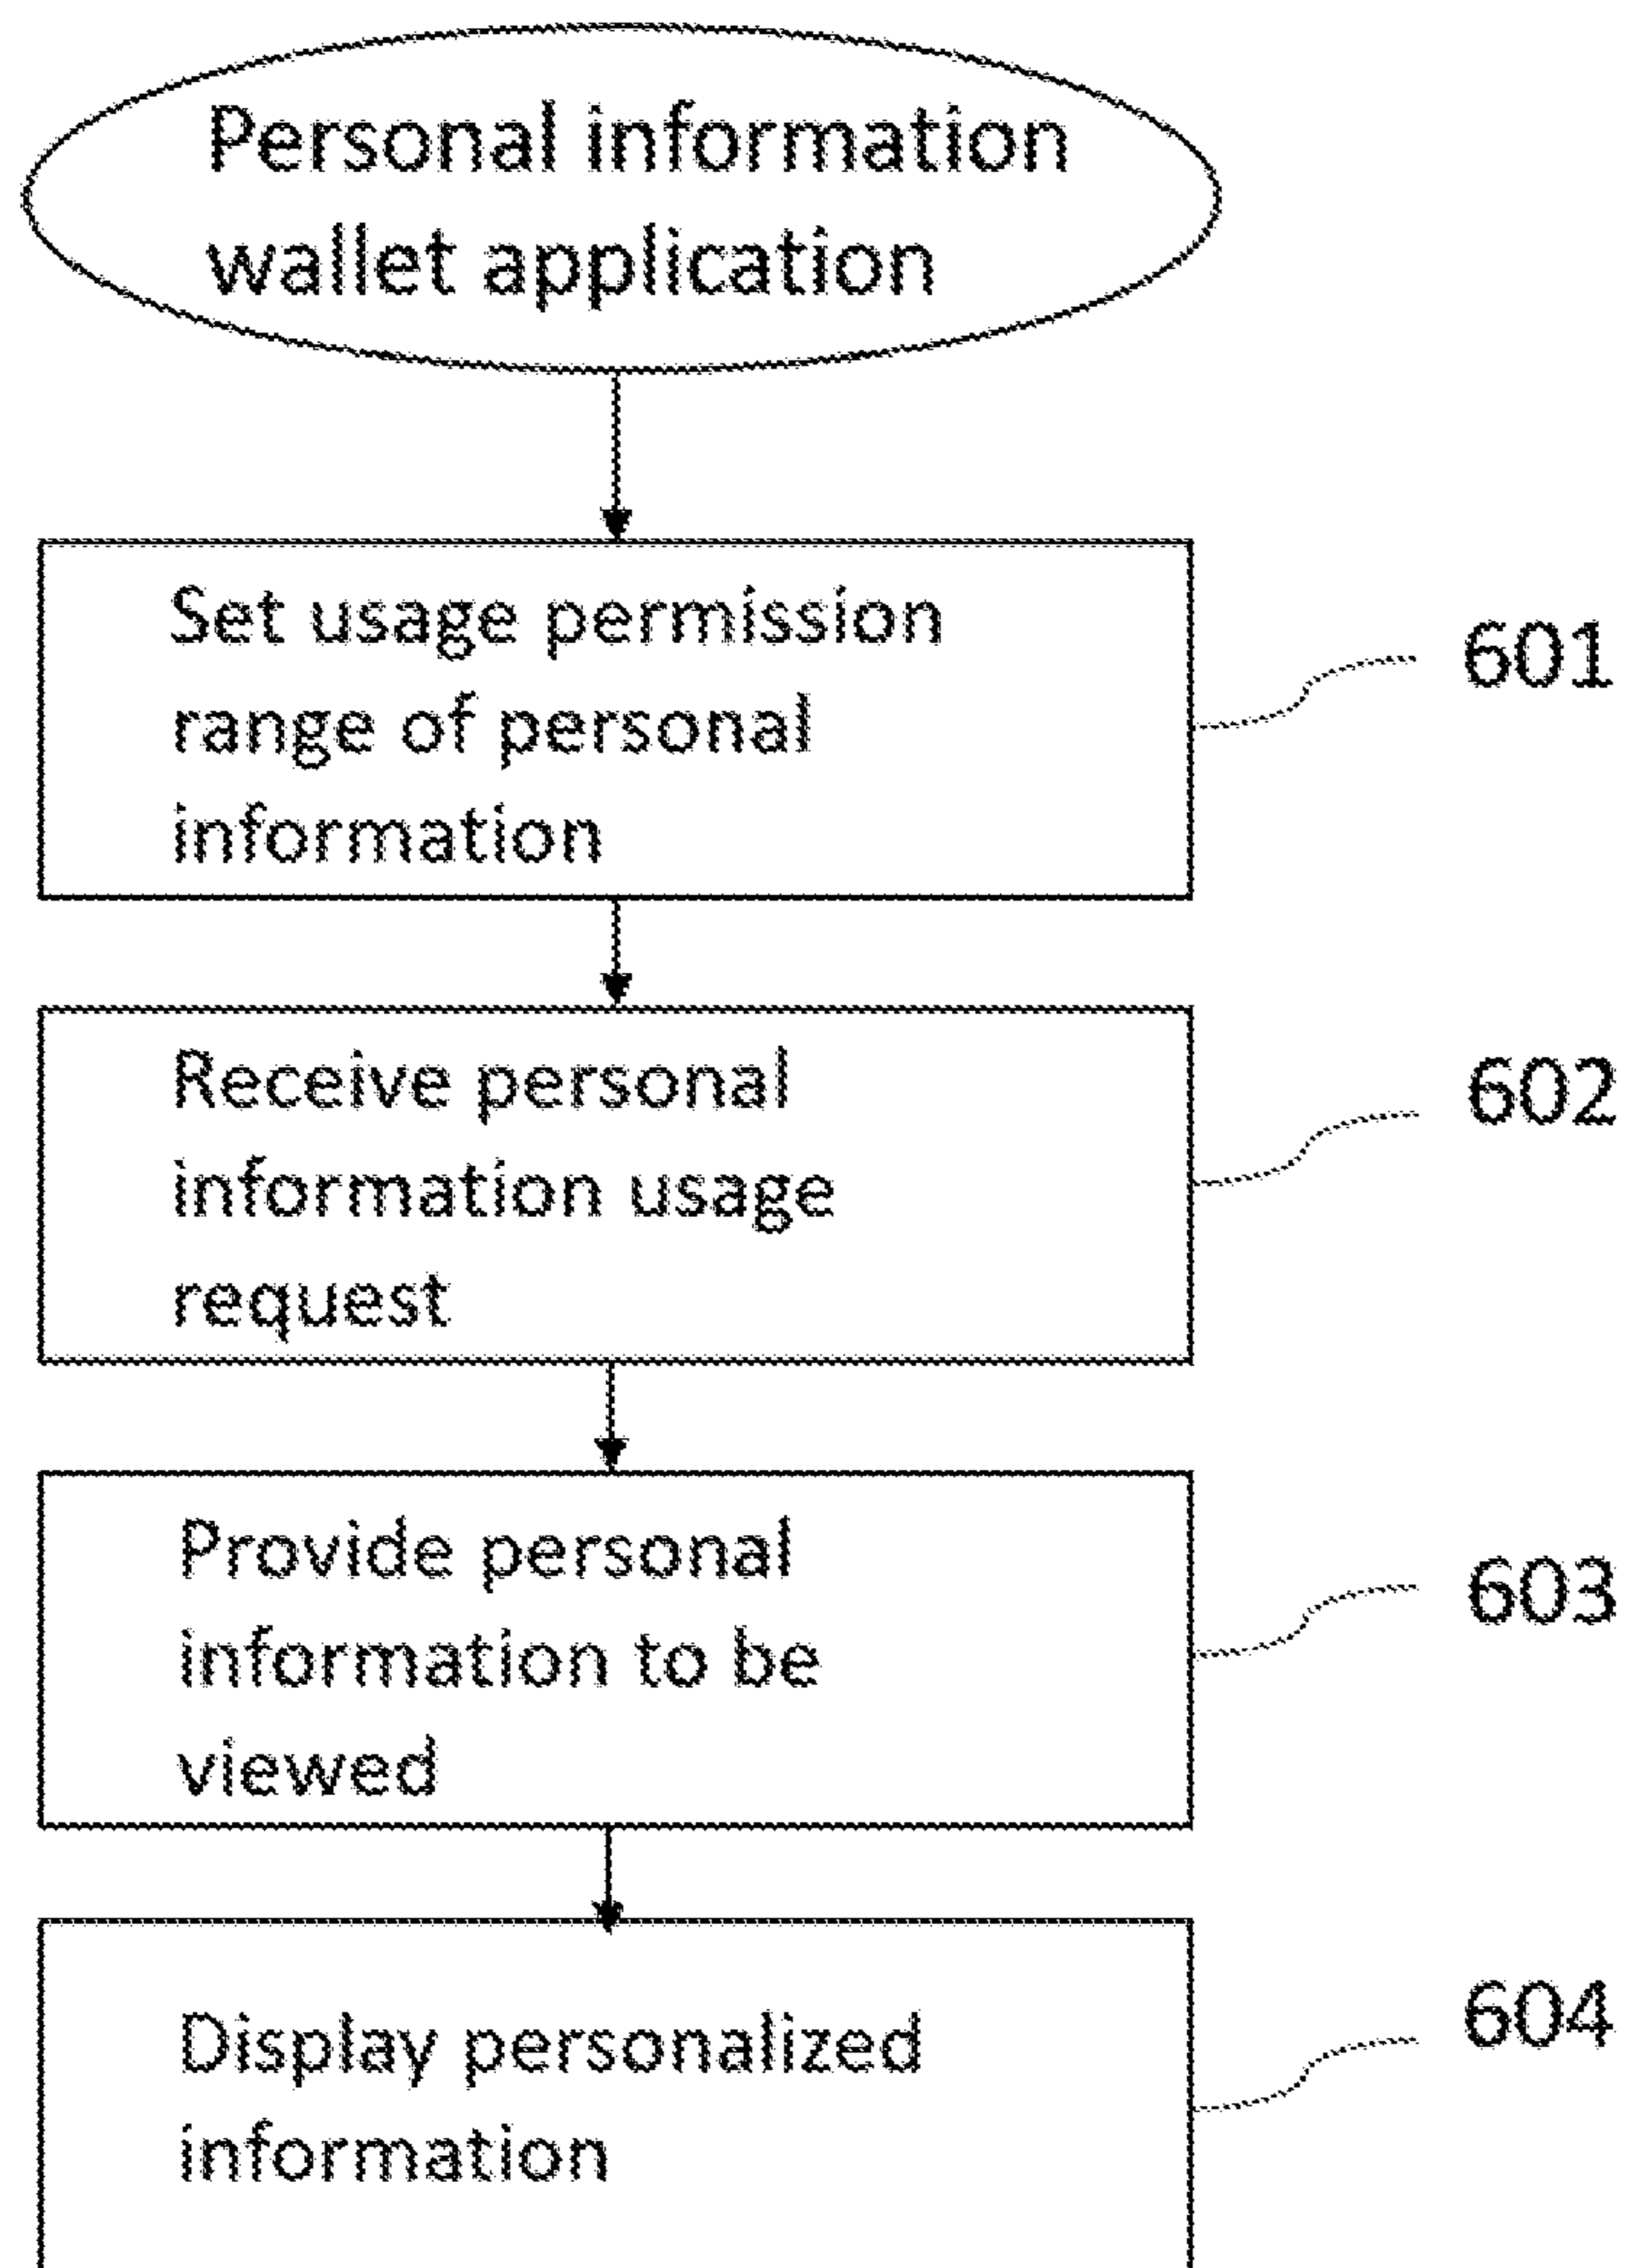 Personal information
wallet application
Set usage permission
range of personal
information
601
Receive personal
information usage
request
602
Provide personal
information to be
viewed
603
Display personalized
information
604